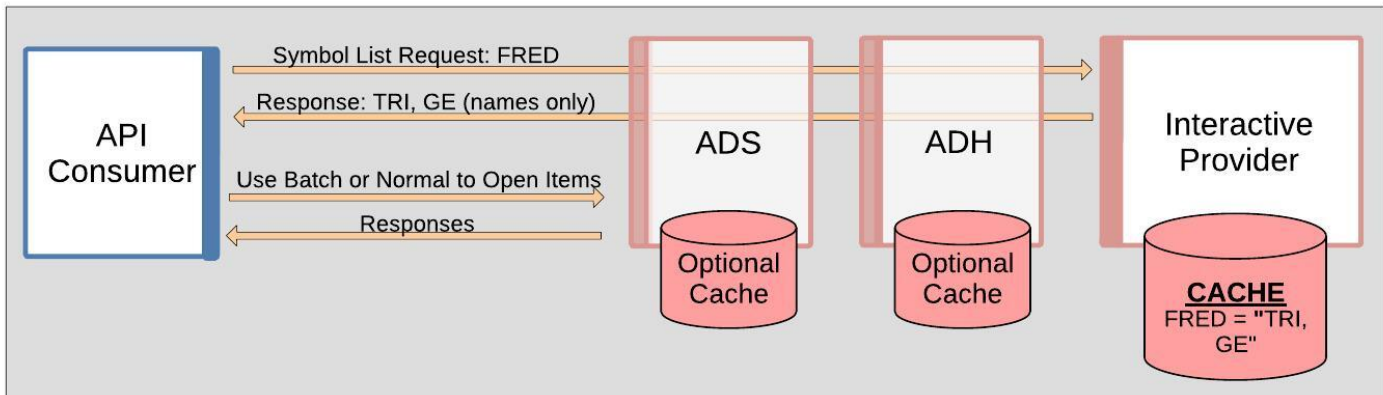 API
Consumer
Symbol List Request: FRED
Response: TRI, GE (names only)
Use Batch or Normal to Open Items
Responses
ADS
Optional
Cache
ADH
Optional
Cache
Interactive
Provider
CACHE
FRED = "TRI,
GE"